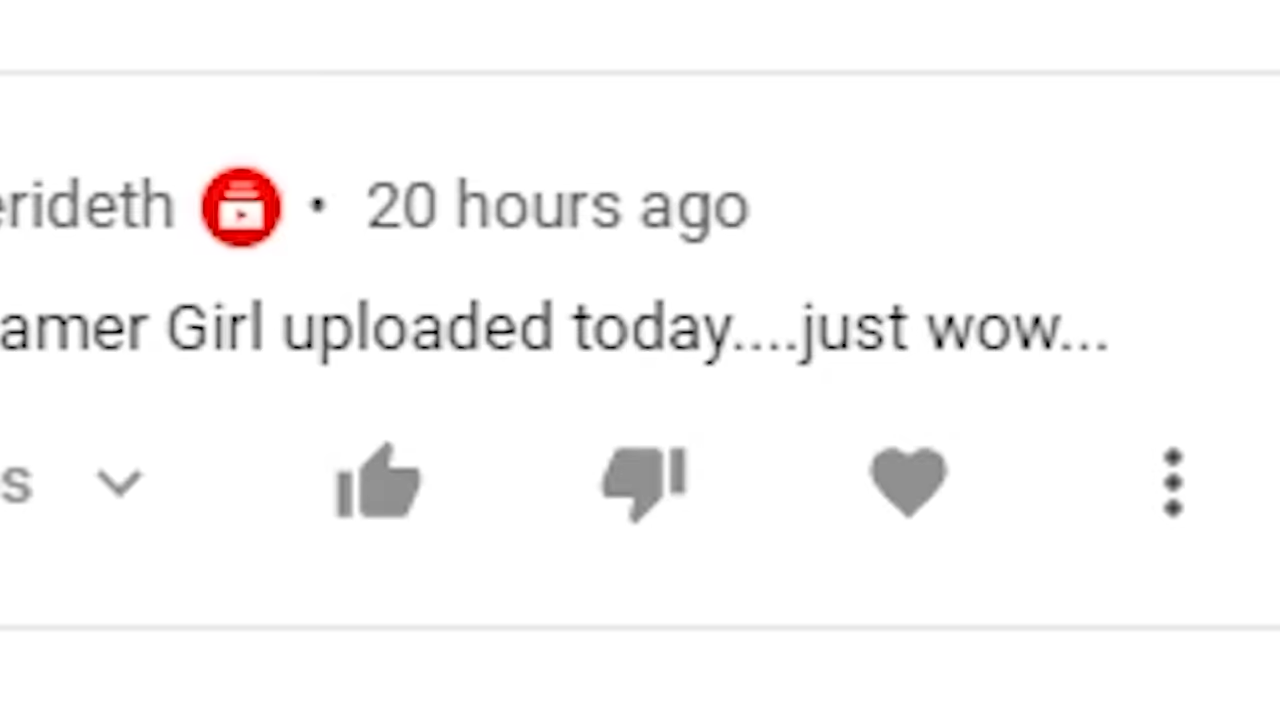 erideth • 20 hours ago
amer Girl uploaded today....just wow...
s